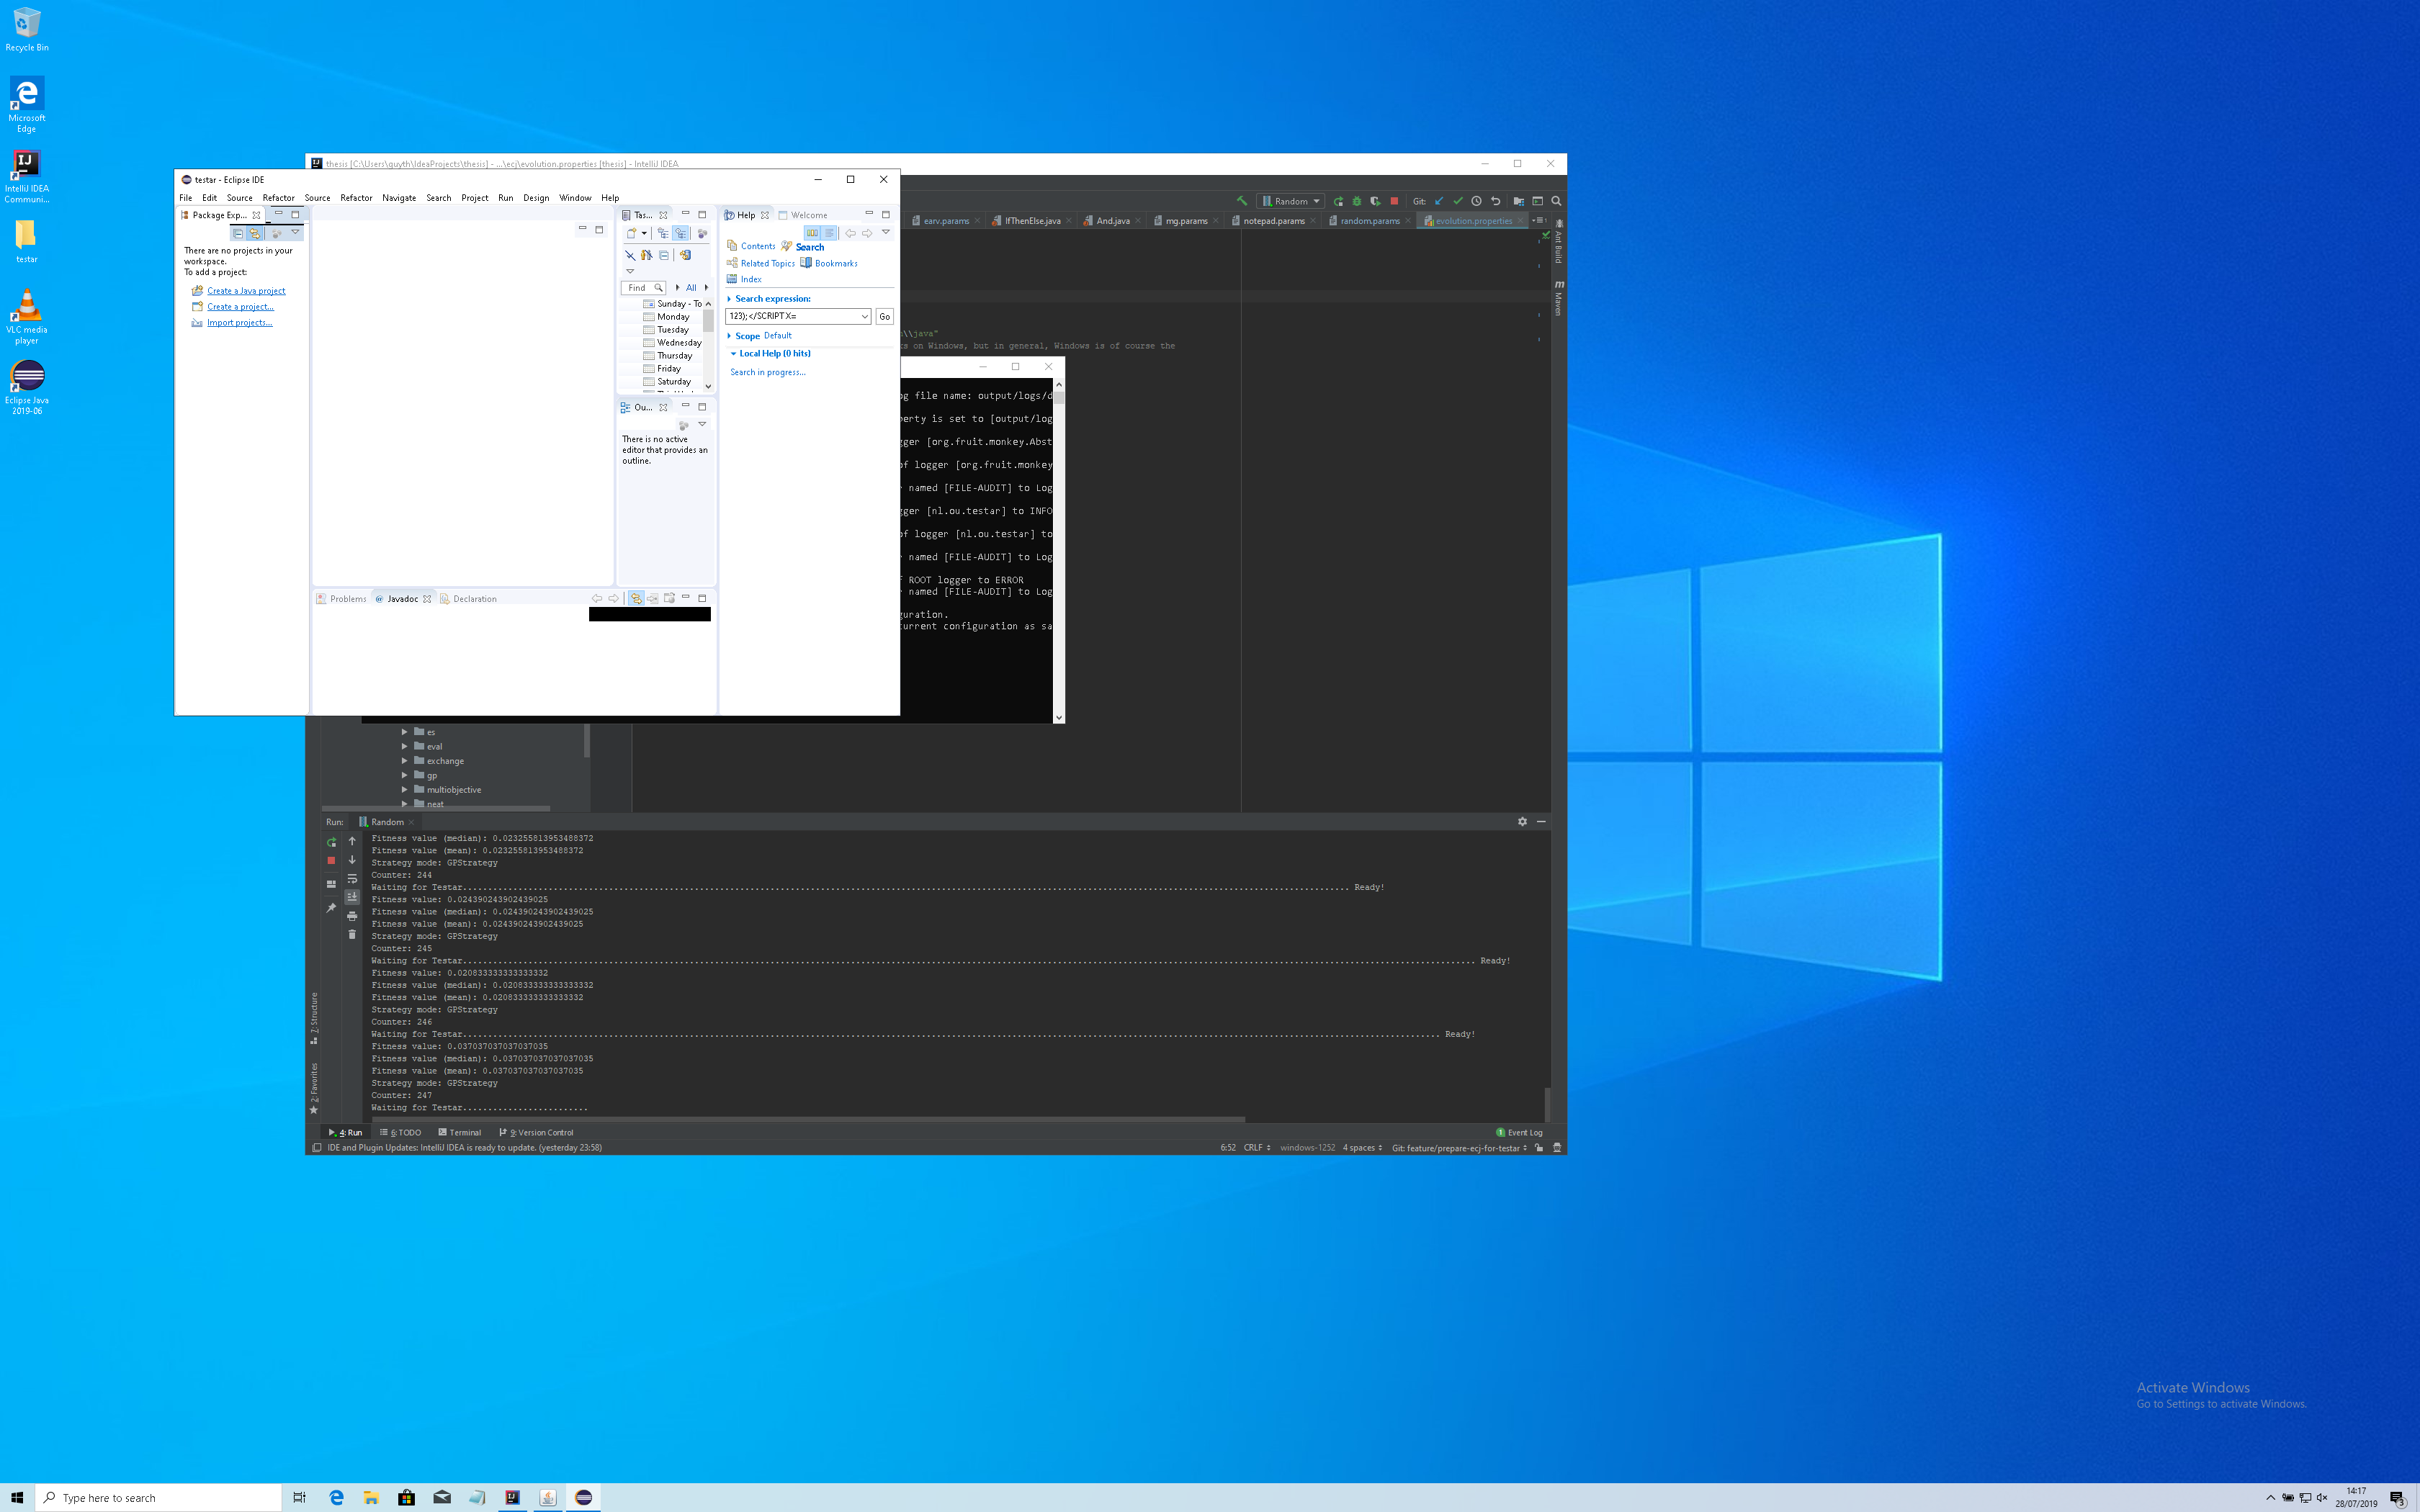 Recycle Bin
Microsoft
Edge
IntelliJ IDEA
Communi...
testar
VLC media
player
Eclipse Java
2019-06
thesis [C:\Users\guyth\IdeaProjects\thesis] - ...\ecj\evolution.properties [thesis] - IntelliJ IDEA
testar - Eclipse IDE
File Edit Source Refactor Source Refactor Navigate Search Project Run Design Window Help
Package Exp...
There are no projects in your
workspace.
To add a project:
Create a Java project
Create a project...
Import projects...
Tas...
Find
All
Sunday - To
Monday
Tuesday
Wednesday
Thursday
Friday
Saturday
Ou...
There is no active
editor that provides an
outline.
Help Welcome
Contents Search
Related Topics Bookmarks
Index
Search expression:
123);</SCRIPT X=
Go
Scope Default
Local Help (0 hits)
Search in progress...
Problems Javadoc Declaration
Random
Git:
earv.params IfThenElse.java And.java mg.params notepad.params random.params evolution.properties
Ant Build
Maven
\\java"
s on Windows, but in general, Windows is of course the
og file name: output/logs/d
perty is set to [output/log
gger [org.fruit.monkey.Abst
of logger [org.fruit.monkey
r named [FILE-AUDIT] to Log
gger [nl.ou.testar] to INFO
of logger [nl.ou.testar] to
r named [FILE-AUDIT] to Log
f ROOT logger to ERROR
r named [FILE-AUDIT] to Log
guration.
current configuration as sa
es
eval
exchange
gp
multiobjective
neat
Run: Random
Fitness value (median): 0.023255813953488372
Fitness value (mean): 0.023255813953488372
Strategy mode: GPStrategy
Counter: 244
Waiting for Testar.......... Ready!
Fitness value: 0.024390243902439025
Fitness value (median): 0.024390243902439025
Fitness value (mean): 0.024390243902439025
Strategy mode: GPStrategy
Counter: 245
Waiting for Testar.......... Ready!
Fitness value: 0.020833333333333332
Fitness value (median): 0.020833333333333332
Fitness value (mean): 0.020833333333333332
Strategy mode: GPStrategy
Counter: 246
Waiting for Testar.......... Ready!
Fitness value: 0.037037037037037035
Fitness value (median): 0.037037037037037035
Fitness value (mean): 0.037037037037037035
Strategy mode: GPStrategy
Counter: 247
Waiting for Testar.........................
7: Structure
2: Favorites
4: Run 6: TODO Terminal 9: Version Control
1 Event Log
IDE and Plugin Updates: IntelliJ IDEA is ready to update. (yesterday 23:58)
6:52 CRLF windows-1252 4 spaces Git: feature/prepare-ecj-for-testar
Activate Windows
Go to Settings to activate Windows.
Type here to search
14:17
28/07/2019
3